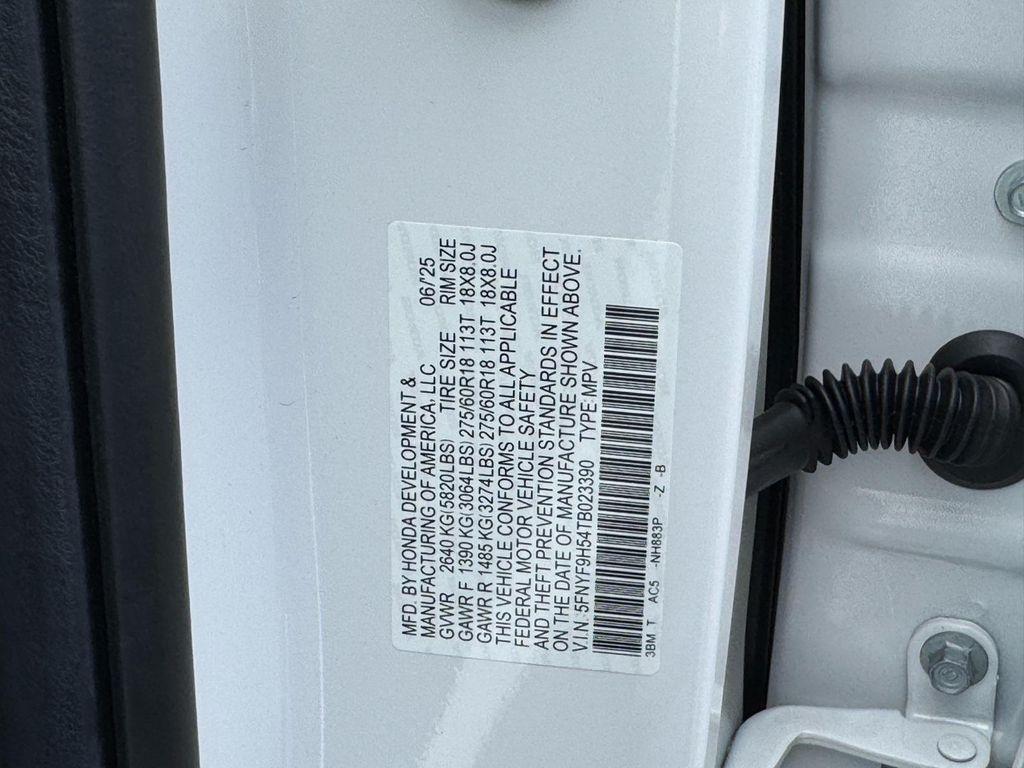 MFD. BY HONDA DEVELOPMENT &
MANUFACTURING OF AMERICA, LLC 06/'25
GVWR 2640 KG(5820LBS) TIRE SIZE RIM SIZE
GAWR F 1390 KG(3064LBS) 275/60R18 113T 18X8.0J
GAWR R 1485 KG(3274LBS) 275/60R18 113T 18X8.0J
THIS VEHICLE CONFORMS TO ALL APPLICABLE
FEDERAL MOTOR VEHICLE SAFETY
AND THEFT PREVENTION STANDARDS IN EFFECT
ON THE DATE OF MANUFACTURE SHOWN ABOVE.
V.I.N. 5FNYF9H54TB023390 TYPE:MPV
3BM T AC5 -NH883P -Z -B